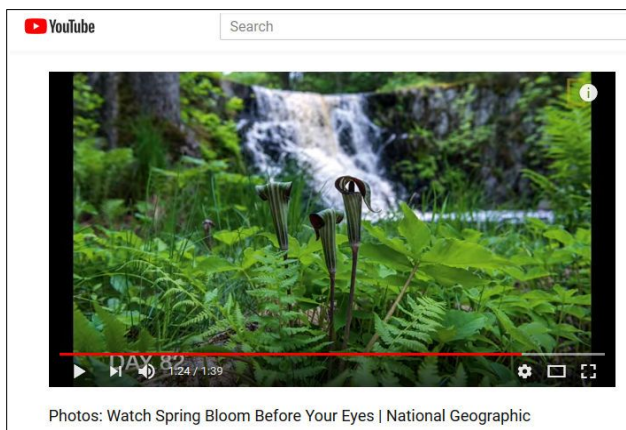 YouTube
Search
i
DAY 82
1:24 / 1:39
Photos: Watch Spring Bloom Before Your Eyes | National Geographic